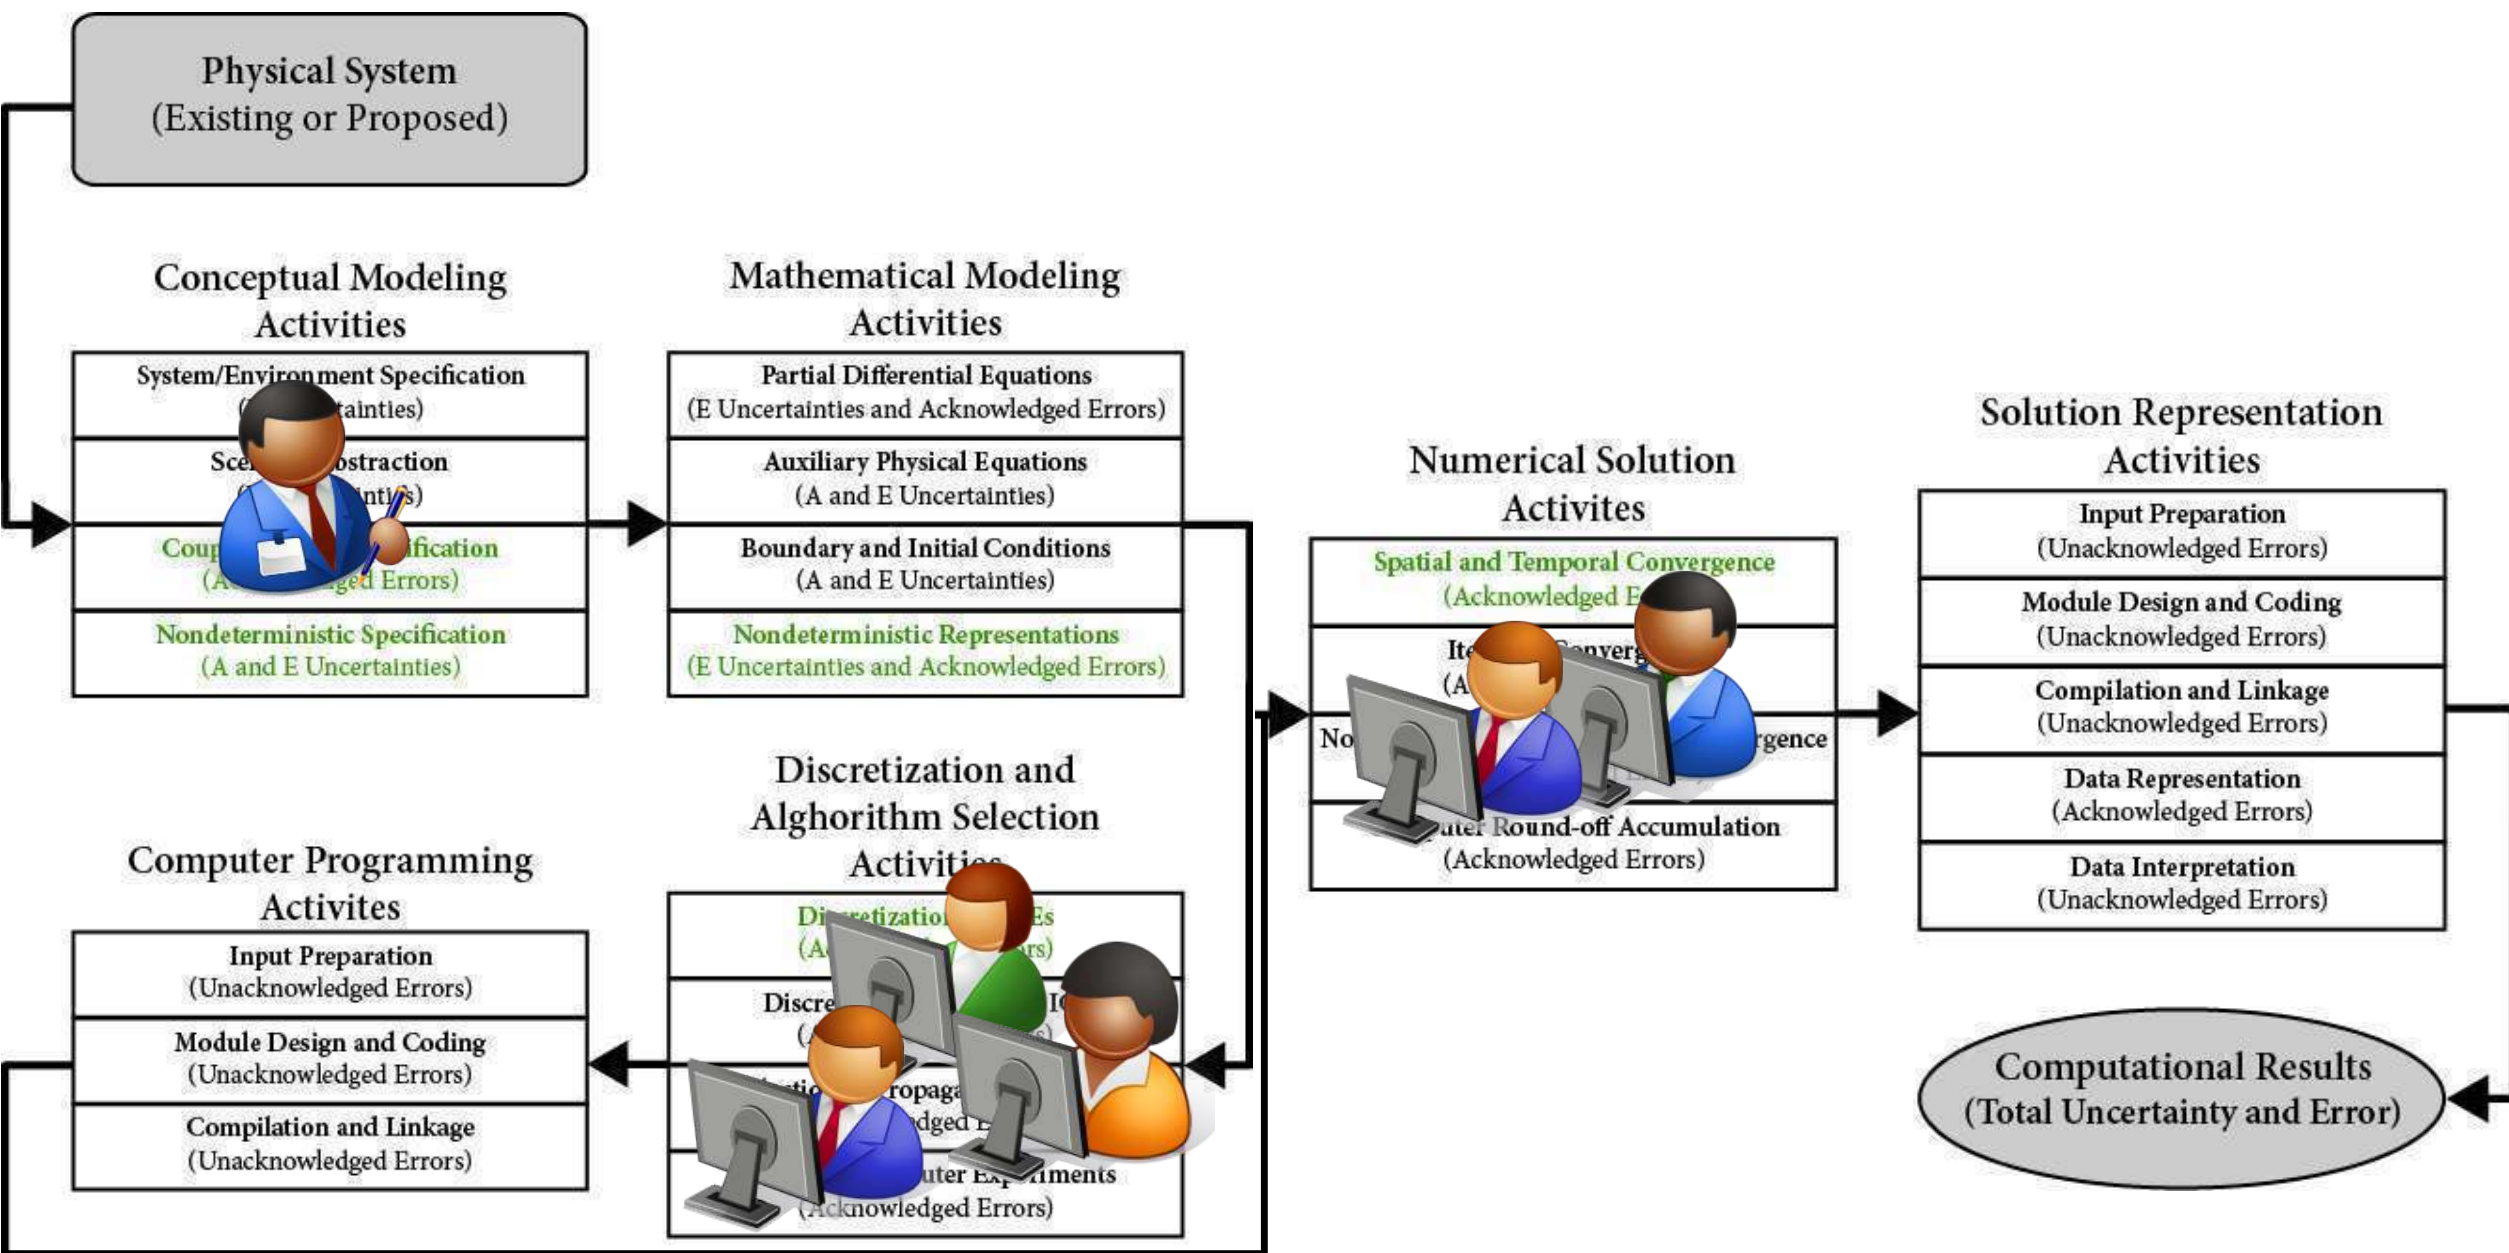 Physical System
(Existing or Proposed)
Conceptual Modeling
Activities
System/Environment Specification
Nondeterministic Specification
(A and E Uncertainties)
Mathematical Modeling
Activities
Partial Differential Equations
(E Uncertainties and Acknowledged Errors)
Auxiliary Physical Equations
(A and E Uncertainties)
Boundary and Initial Conditions
(A and E Uncertainties)
Nondeterministic Representations
(E Uncertainties and Acknowledged Errors)
Discretization and
Alghorithm Selection
Activities
(Acknowledged Errors)
Computer Programming
Activites
Input Preparation
(Unacknowledged Errors)
Module Design and Coding
(Unacknowledged Errors)
Compilation and Linkage
(Unacknowledged Errors)
Numerical Solution
Activites
Spatial and Temporal Convergence
(Acknowledged
Round-off Accumulation
(Acknowledged Errors)
Solution Representation
Activities
Input Preparation
(Unacknowledged Errors)
Module Design and Coding
(Unacknowledged Errors)
Compilation and Linkage
(Unacknowledged Errors)
Data Representation
(Acknowledged Errors)
Data Interpretation
(Unacknowledged Errors)
Computational Results
(Total Uncertainty and Error)